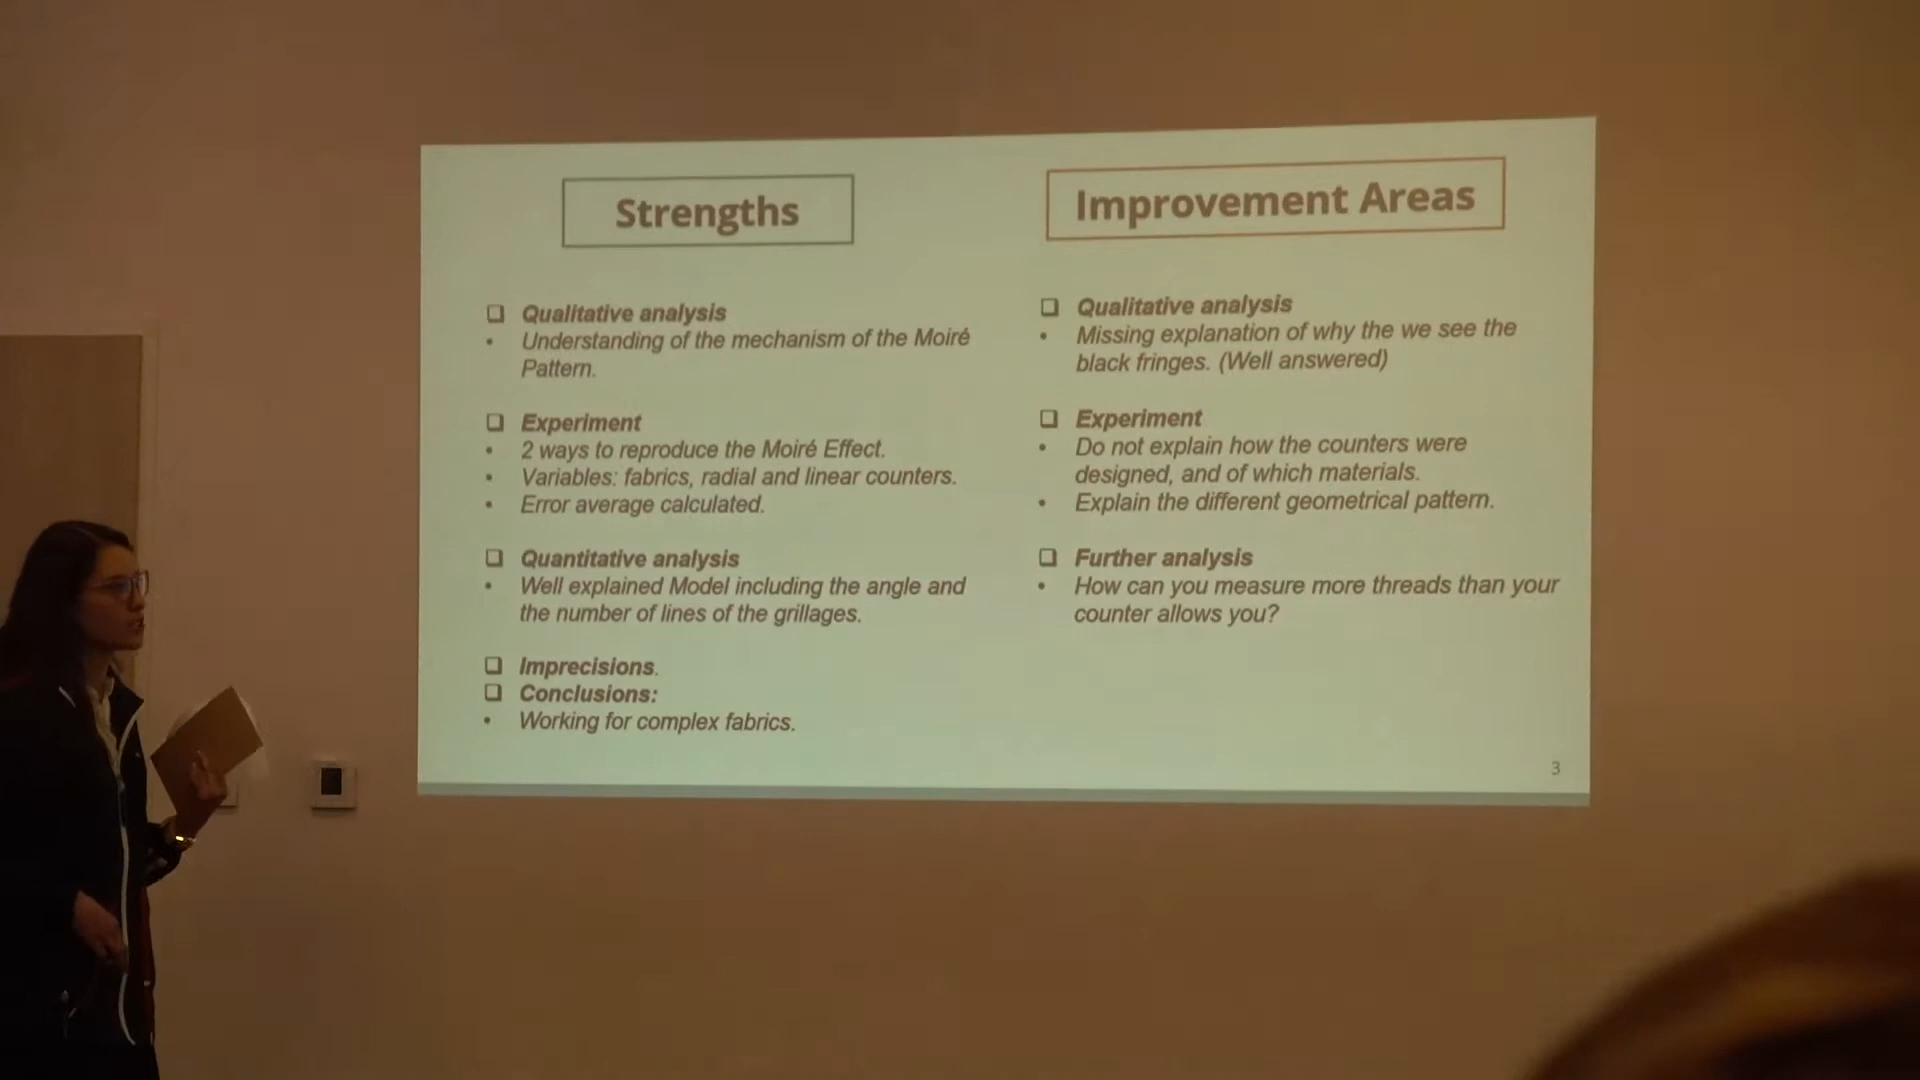 Strengths
❑ Qualitative analysis
• Understanding of the mechanism of the Moiré
Pattern.
❑ Experiment
• 2 ways to reproduce the Moiré Effect.
• Variables: fabrics, radial and linear counters.
• Error average calculated.
❑ Quantitative analysis
• Well explained Model including the angle and
the number of lines of the grillages.
❑ Imprecisions.
❑ Conclusions:
• Working for complex fabrics.
Improvement Areas
❑ Qualitative analysis
• Missing explanation of why the we see the
black fringes. (Well answered)
❑ Experiment
• Do not explain how the counters were
designed, and of which materials.
• Explain the different geometrical pattern.
❑ Further analysis
• How can you measure more threads than your
counter allows you?
3